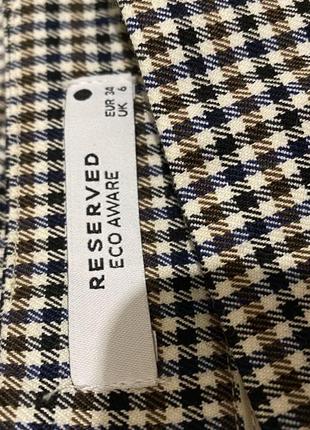 RESERVED
ECO AWARE
EUR 34
UK 6